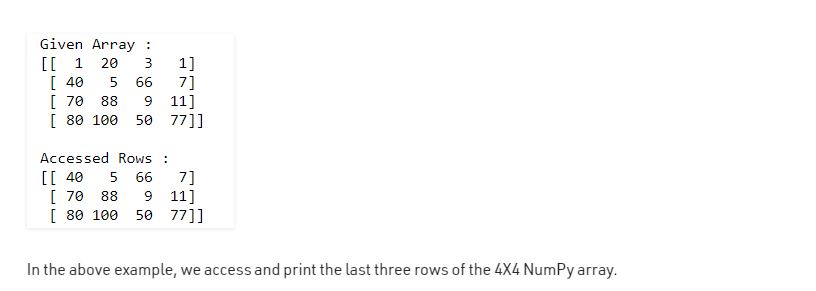 Given Array :
[[  1  20   3   1]
 [ 40   5  66   7]
 [ 70  88   9  11]
 [ 80 100  50  77]]
Accessed Rows :
[[ 40   5  66   7]
 [ 70  88   9  11]
 [ 80 100  50  77]]
In the above example, we access and print the last three rows of the 4X4 NumPy array.